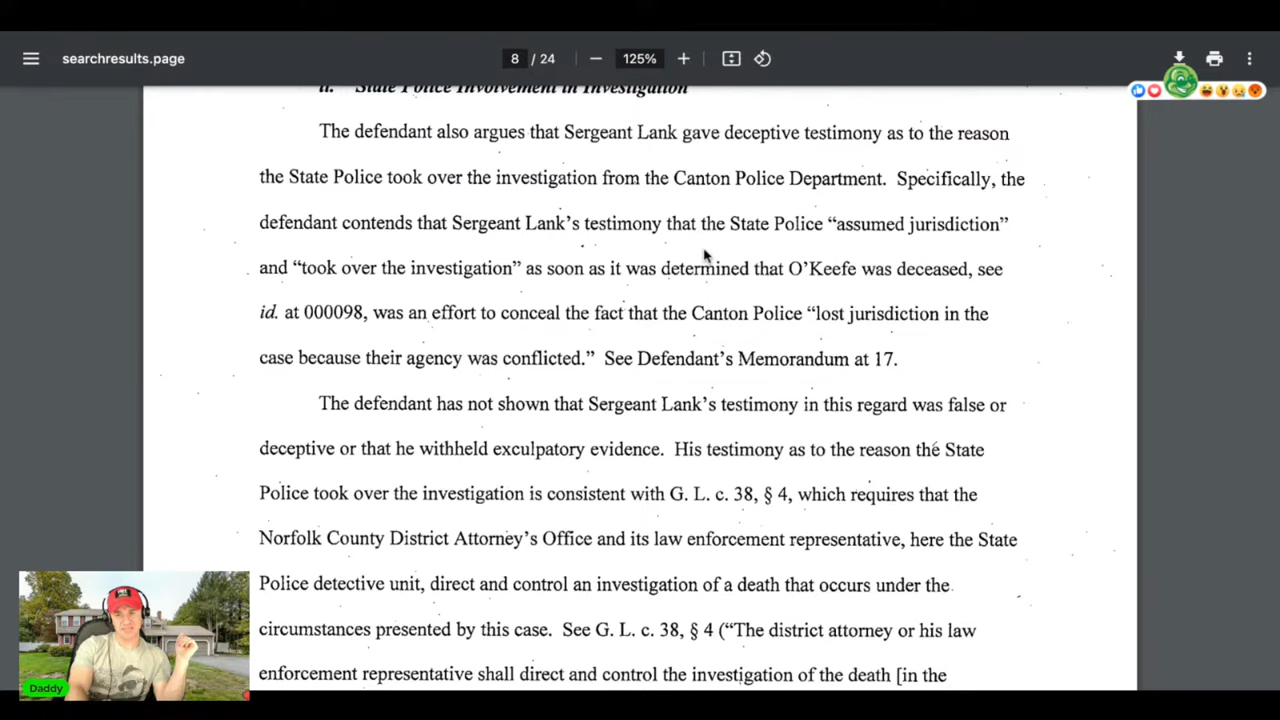 searchresults.page
8 / 24
125%
a. State Police Involvement in Investigation
The defendant also argues that Sergeant Lank gave deceptive testimony as to the reason
the State Police took over the investigation from the Canton Police Department. Specifically, the
defendant contends that Sergeant Lank's testimony that the State Police “assumed jurisdiction”
and “took over the investigation” as soon as it was determined that O'Keefe was deceased, see
id. at 000098, was an effort to conceal the fact that the Canton Police “lost jurisdiction in the
case because their agency was conflicted.” See Defendant's Memorandum at 17.
The defendant has not shown that Sergeant Lank's testimony in this regard was false or
deceptive or that he withheld exculpatory evidence. His testimony as to the reason the State
Police took over the investigation is consistent with G. L. c. 38, § 4, which requires that the
Norfolk County District Attorney's Office and its law enforcement representative, here the State
Police detective unit, direct and control an investigation of a death that occurs under the
circumstances presented by this case. See G. L. c. 38, § 4 (“The district attorney or his law
enforcement representative shall direct and control the investigation of the death [in the
Daddy